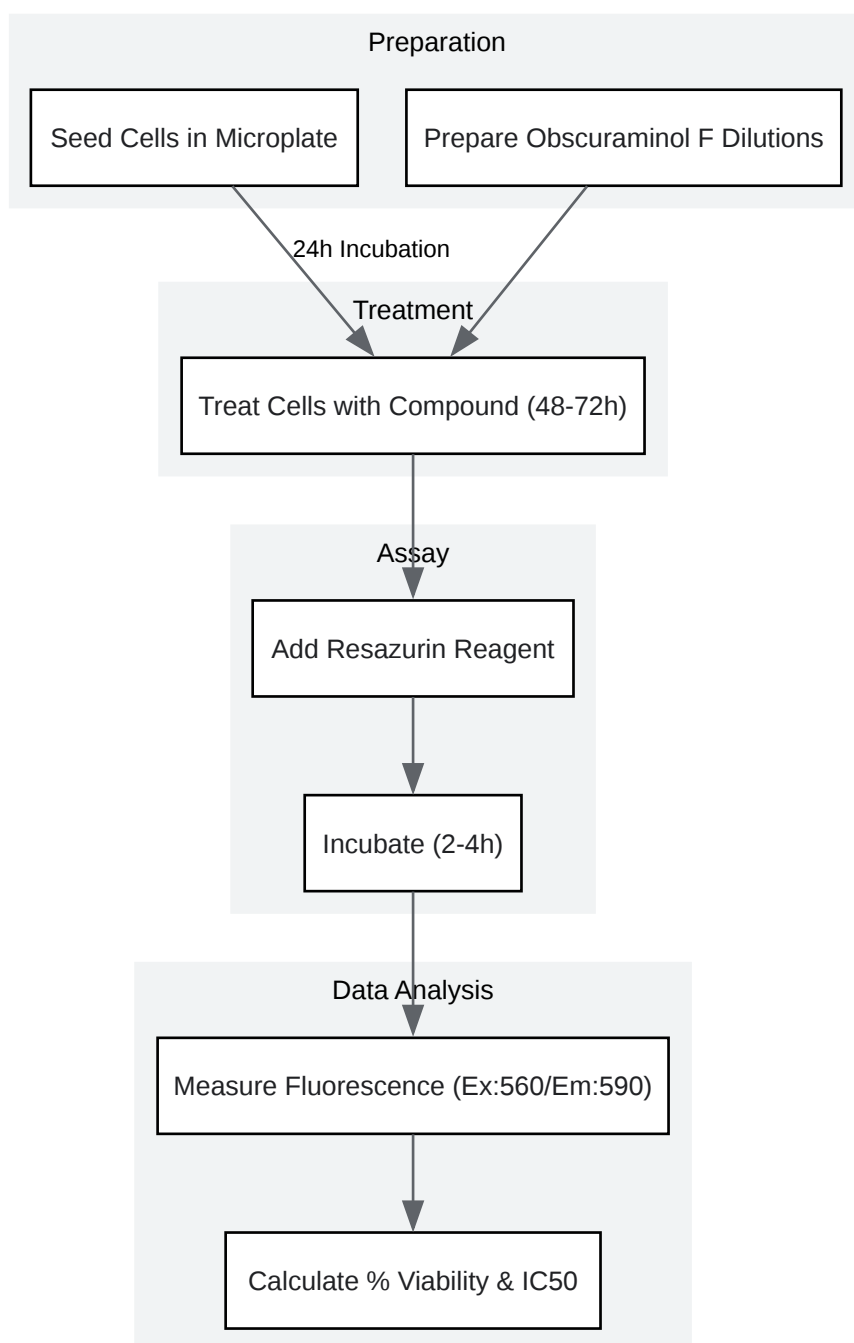 Preparation
Seed Cells in Microplate
Prepare Obscuraminol F Dilutions
24h Incubation
Treatment
Treat Cells with Compound (48-72h)
Assay
Add Resazurin Reagent
Incubate (2-4h)
Data Analysis
Measure Fluorescence (Ex:560/Em:590)
Calculate % Viability & IC50